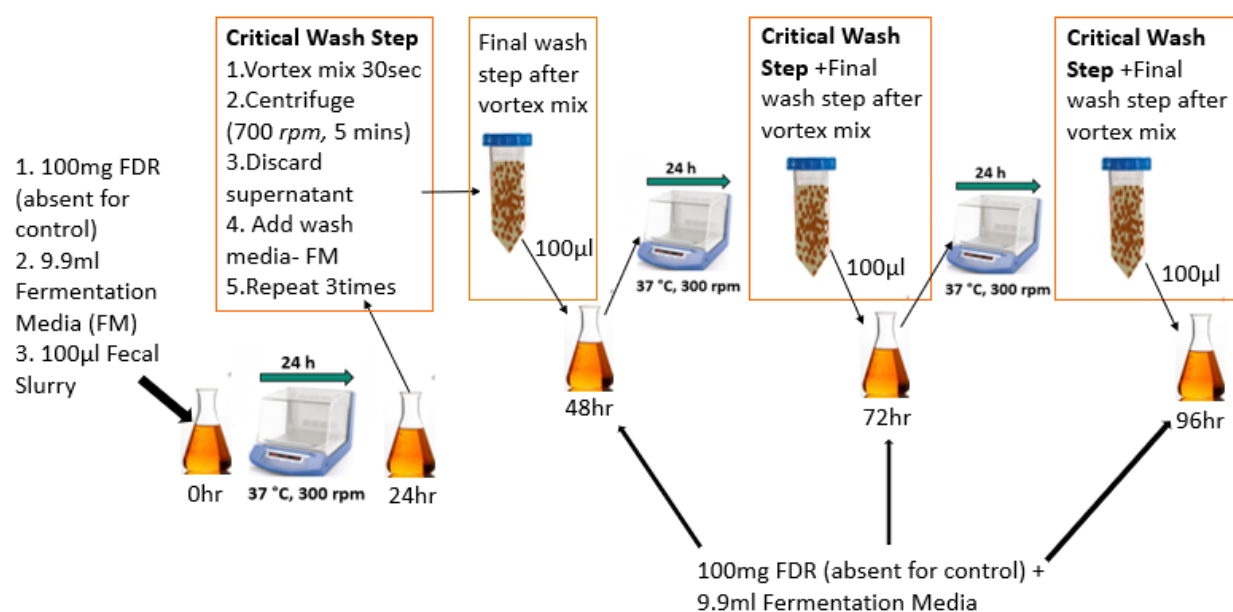 1. 100mg FDR
(absent for
control)
2. 9.9ml
Fermentation
Media (FM)
3. 100µl Fecal
Slurry
0hr
24 h
37 °C, 300 rpm
24hr
Critical Wash Step
1.Vortex mix 30sec
2.Centrifuge
(700 rpm, 5 mins)
3.Discard
supernatant
4. Add wash
media- FM
5.Repeat 3times
Final wash
step after
vortex mix
100µl
48hr
24 h
37 °C, 300 rpm
Critical Wash
Step +Final
wash step after
vortex mix
100µl
72hr
24 h
37 °C, 300 rpm
Critical Wash
Step +Final
wash step after
vortex mix
100µl
96hr
100mg FDR (absent for control) +
9.9ml Fermentation Media